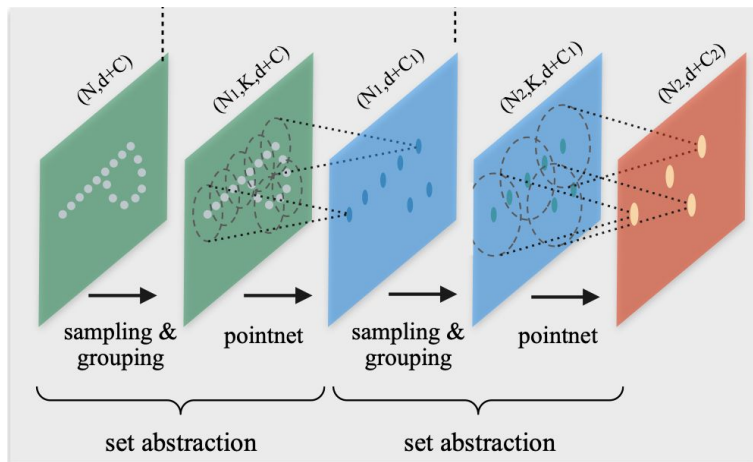 (N,d+C)
(N1,K,d+C)
(N1,d+C1)
(N2,K,d+C1)
(N2,d+C2)
sampling &
grouping
pointnet
sampling &
grouping
pointnet
set abstraction
set abstraction